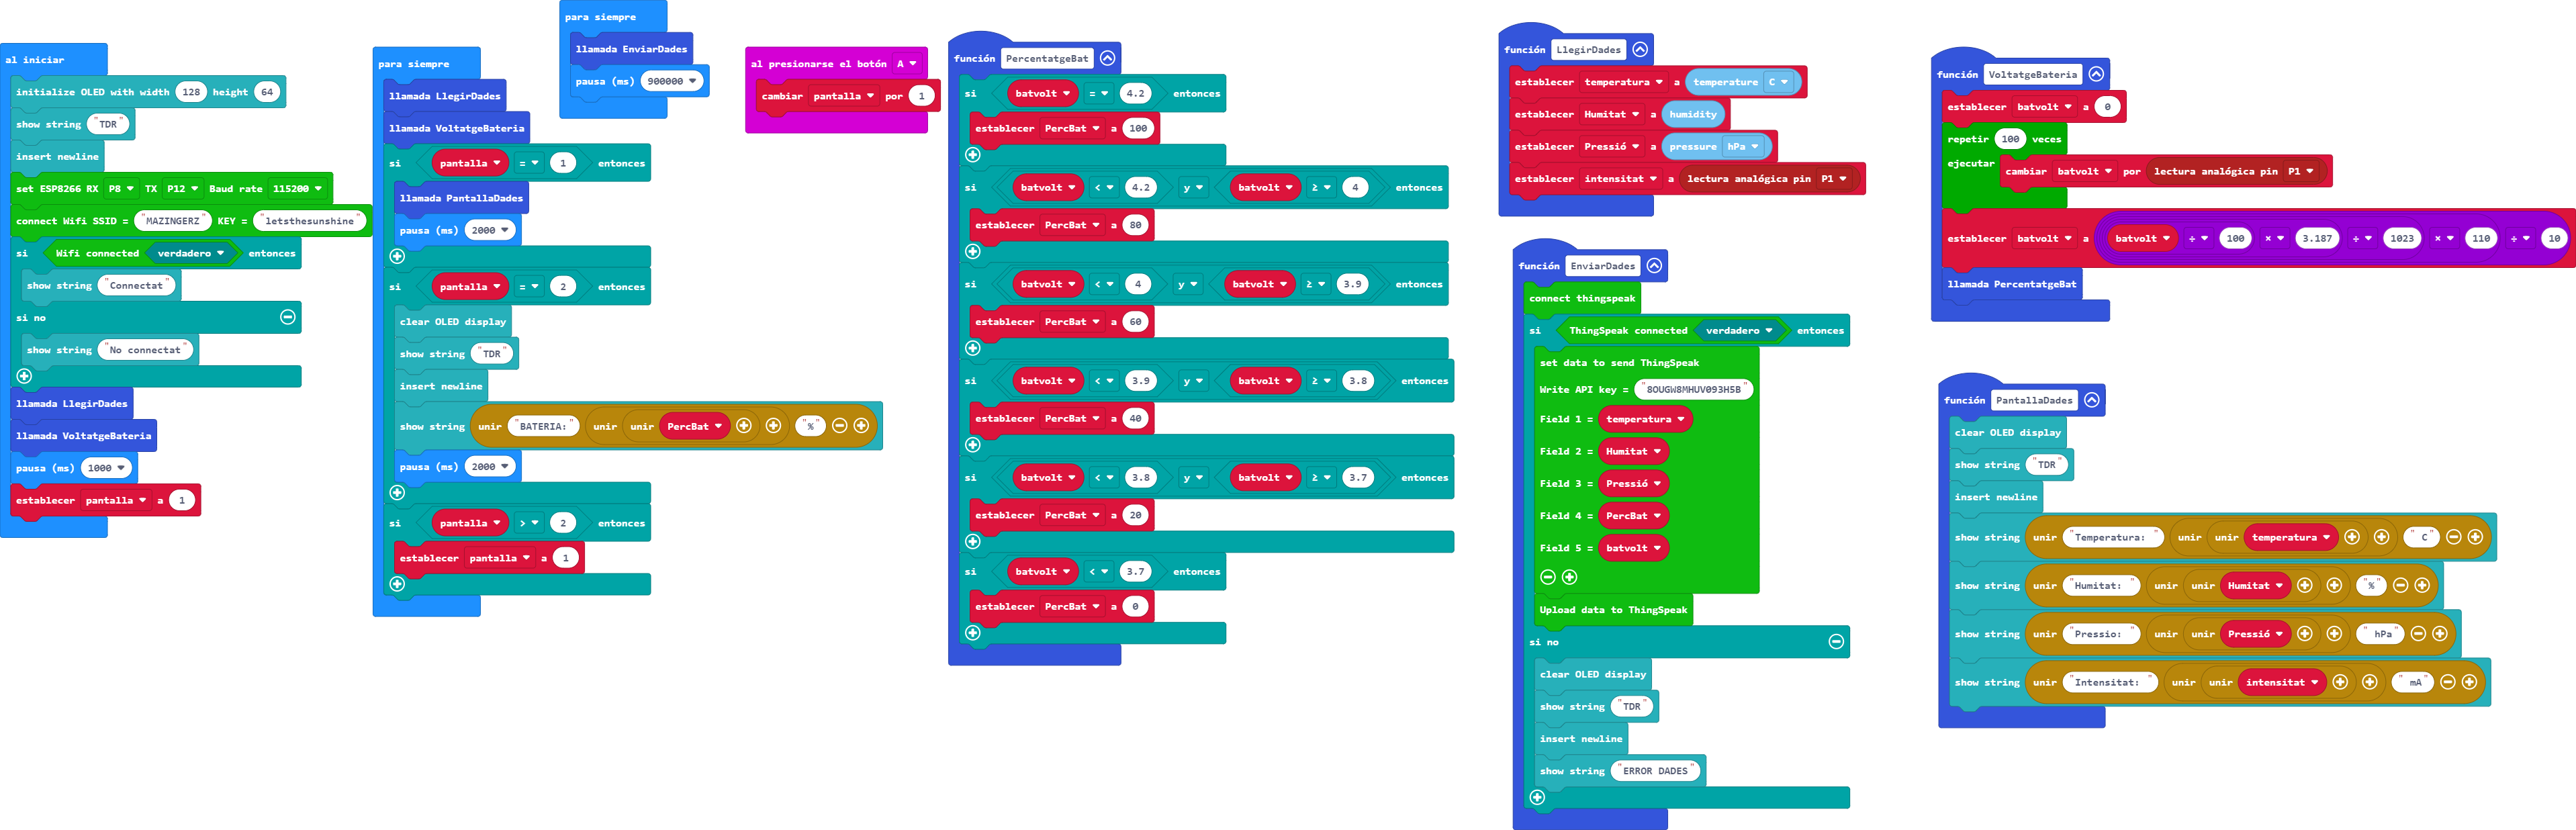 al iniciar
initialize OLED with width 128 height 64
show string "TDR"
insert newline
set ESP8266 RX P8 TX P12 Baud rate 115200
connect Wifi SSID = "MAZINGERZ" KEY = "letsthesunshine"
si Wifi connected verdadero entonces
show string "Connectat"
si no
show string "No connectat"
llamada LlegirDades
llamada VoltatgeBateria
pausa (ms) 1000
establecer pantalla a 1
para siempre
llamada LlegirDades
llamada VoltatgeBateria
si pantalla = 1 entonces
llamada PantallaDades
pausa (ms) 2000
si pantalla = 2 entonces
clear OLED display
show string "TDR"
insert newline
show string unir "BATERIA:" unir unir PercBat "%"
pausa (ms) 2000
si pantalla > 2 entonces
establecer pantalla a 1
para siempre
llamada EnviarDades
pausa (ms) 900000
al presionarse el botón A
cambiar pantalla por 1
función PercentatgeBat
si batvolt = 4.2 entonces
establecer PercBat a 100
si batvolt < 4.2 y batvolt ≥ 4 entonces
establecer PercBat a 80
si batvolt < 4 y batvolt ≥ 3.9 entonces
establecer PercBat a 60
si batvolt < 3.9 y batvolt ≥ 3.8 entonces
establecer PercBat a 40
si batvolt < 3.8 y batvolt ≥ 3.7 entonces
establecer PercBat a 20
si batvolt < 3.7 entonces
establecer PercBat a 0
función LlegirDades
establecer temperatura a temperature C
establecer Humitat a humidity
establecer Pressió a pressure hPa
establecer intensitat a lectura analógica pin P1
función EnviarDades
connect thingspeak
si ThingSpeak connected verdadero entonces
set data to send ThingSpeak
Write API key = "8OUGW8MHUV093H5B"
Field 1 = temperatura
Field 2 = Humitat
Field 3 = Pressió
Field 4 = PercBat
Field 5 = batvolt
Upload data to ThingSpeak
si no
clear OLED display
show string "TDR"
insert newline
show string "ERROR DADES"
función VoltatgeBateria
establecer batvolt a 0
repetir 100 veces
ejecutar cambiar batvolt por lectura analógica pin P1
establecer batvolt a batvolt ÷ 100 × 3.187 ÷ 1023 × 110 ÷ 10
llamada PercentatgeBat
función PantallaDades
clear OLED display
show string "TDR"
insert newline
show string unir "Temperatura: " unir unir temperatura " C"
show string unir "Humitat: " unir unir Humitat "%"
show string unir "Pressio: " unir unir Pressió " hPa"
show string unir "Intensitat: " unir unir intensitat " mA"